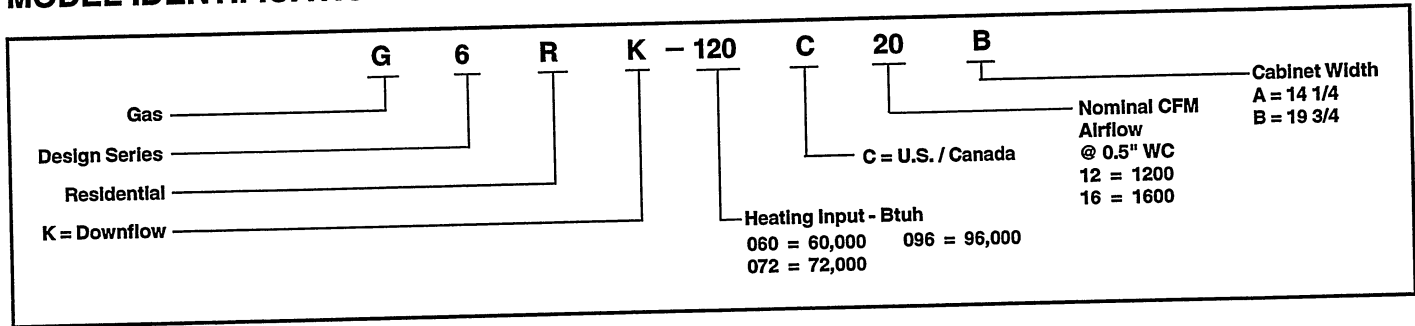 G 6 R K – 120 C 20 B
Gas
Design Series
Residential
K = Downflow
Heating Input - Btuh
060 = 60,000 096 = 96,000
072 = 72,000
C = U.S. / Canada
Nominal CFM
Airflow
@ 0.5" WC
12 = 1200
16 = 1600
Cabinet Width
A = 14 1/4
B = 19 3/4